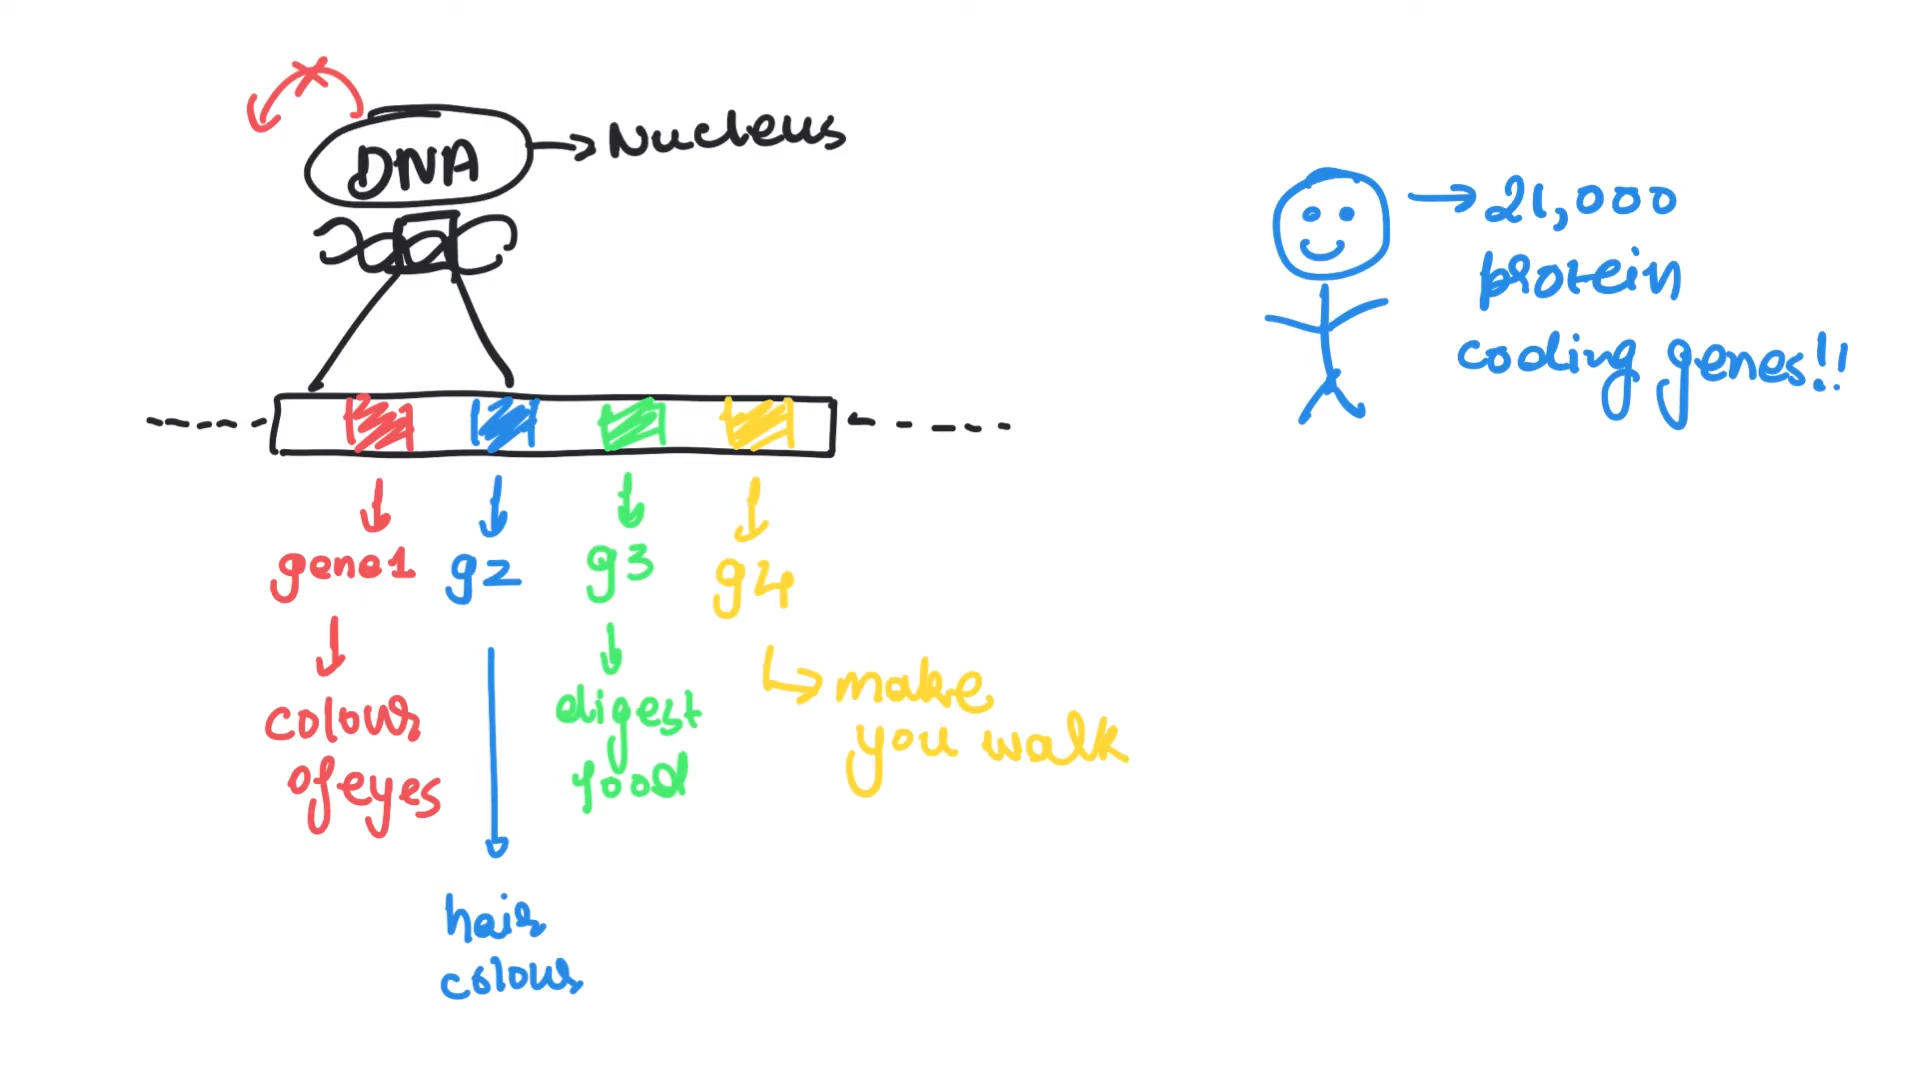 DNA
Nucleus
21,000
protein
coding genes!!
gene1
g2
g3
g4
colour
of eyes
digest
food
make
you walk
hair
colour